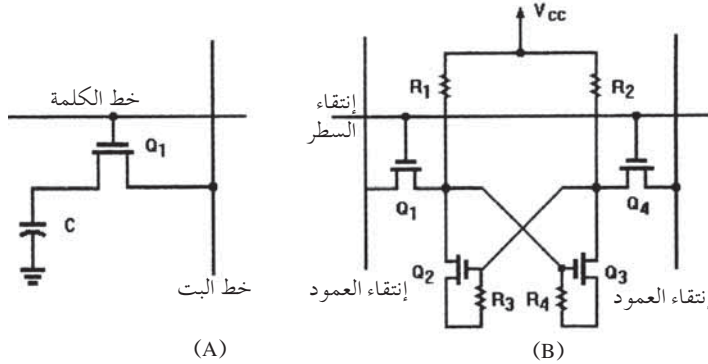 خط الكلمة
Q1
C
خط البت
(A)
VCC
R1
R2
إنتقاء
السطر
Q1
Q4
Q2
Q3
R3
R4
إنتقاء العمود
إنتقاء العمود
(B)